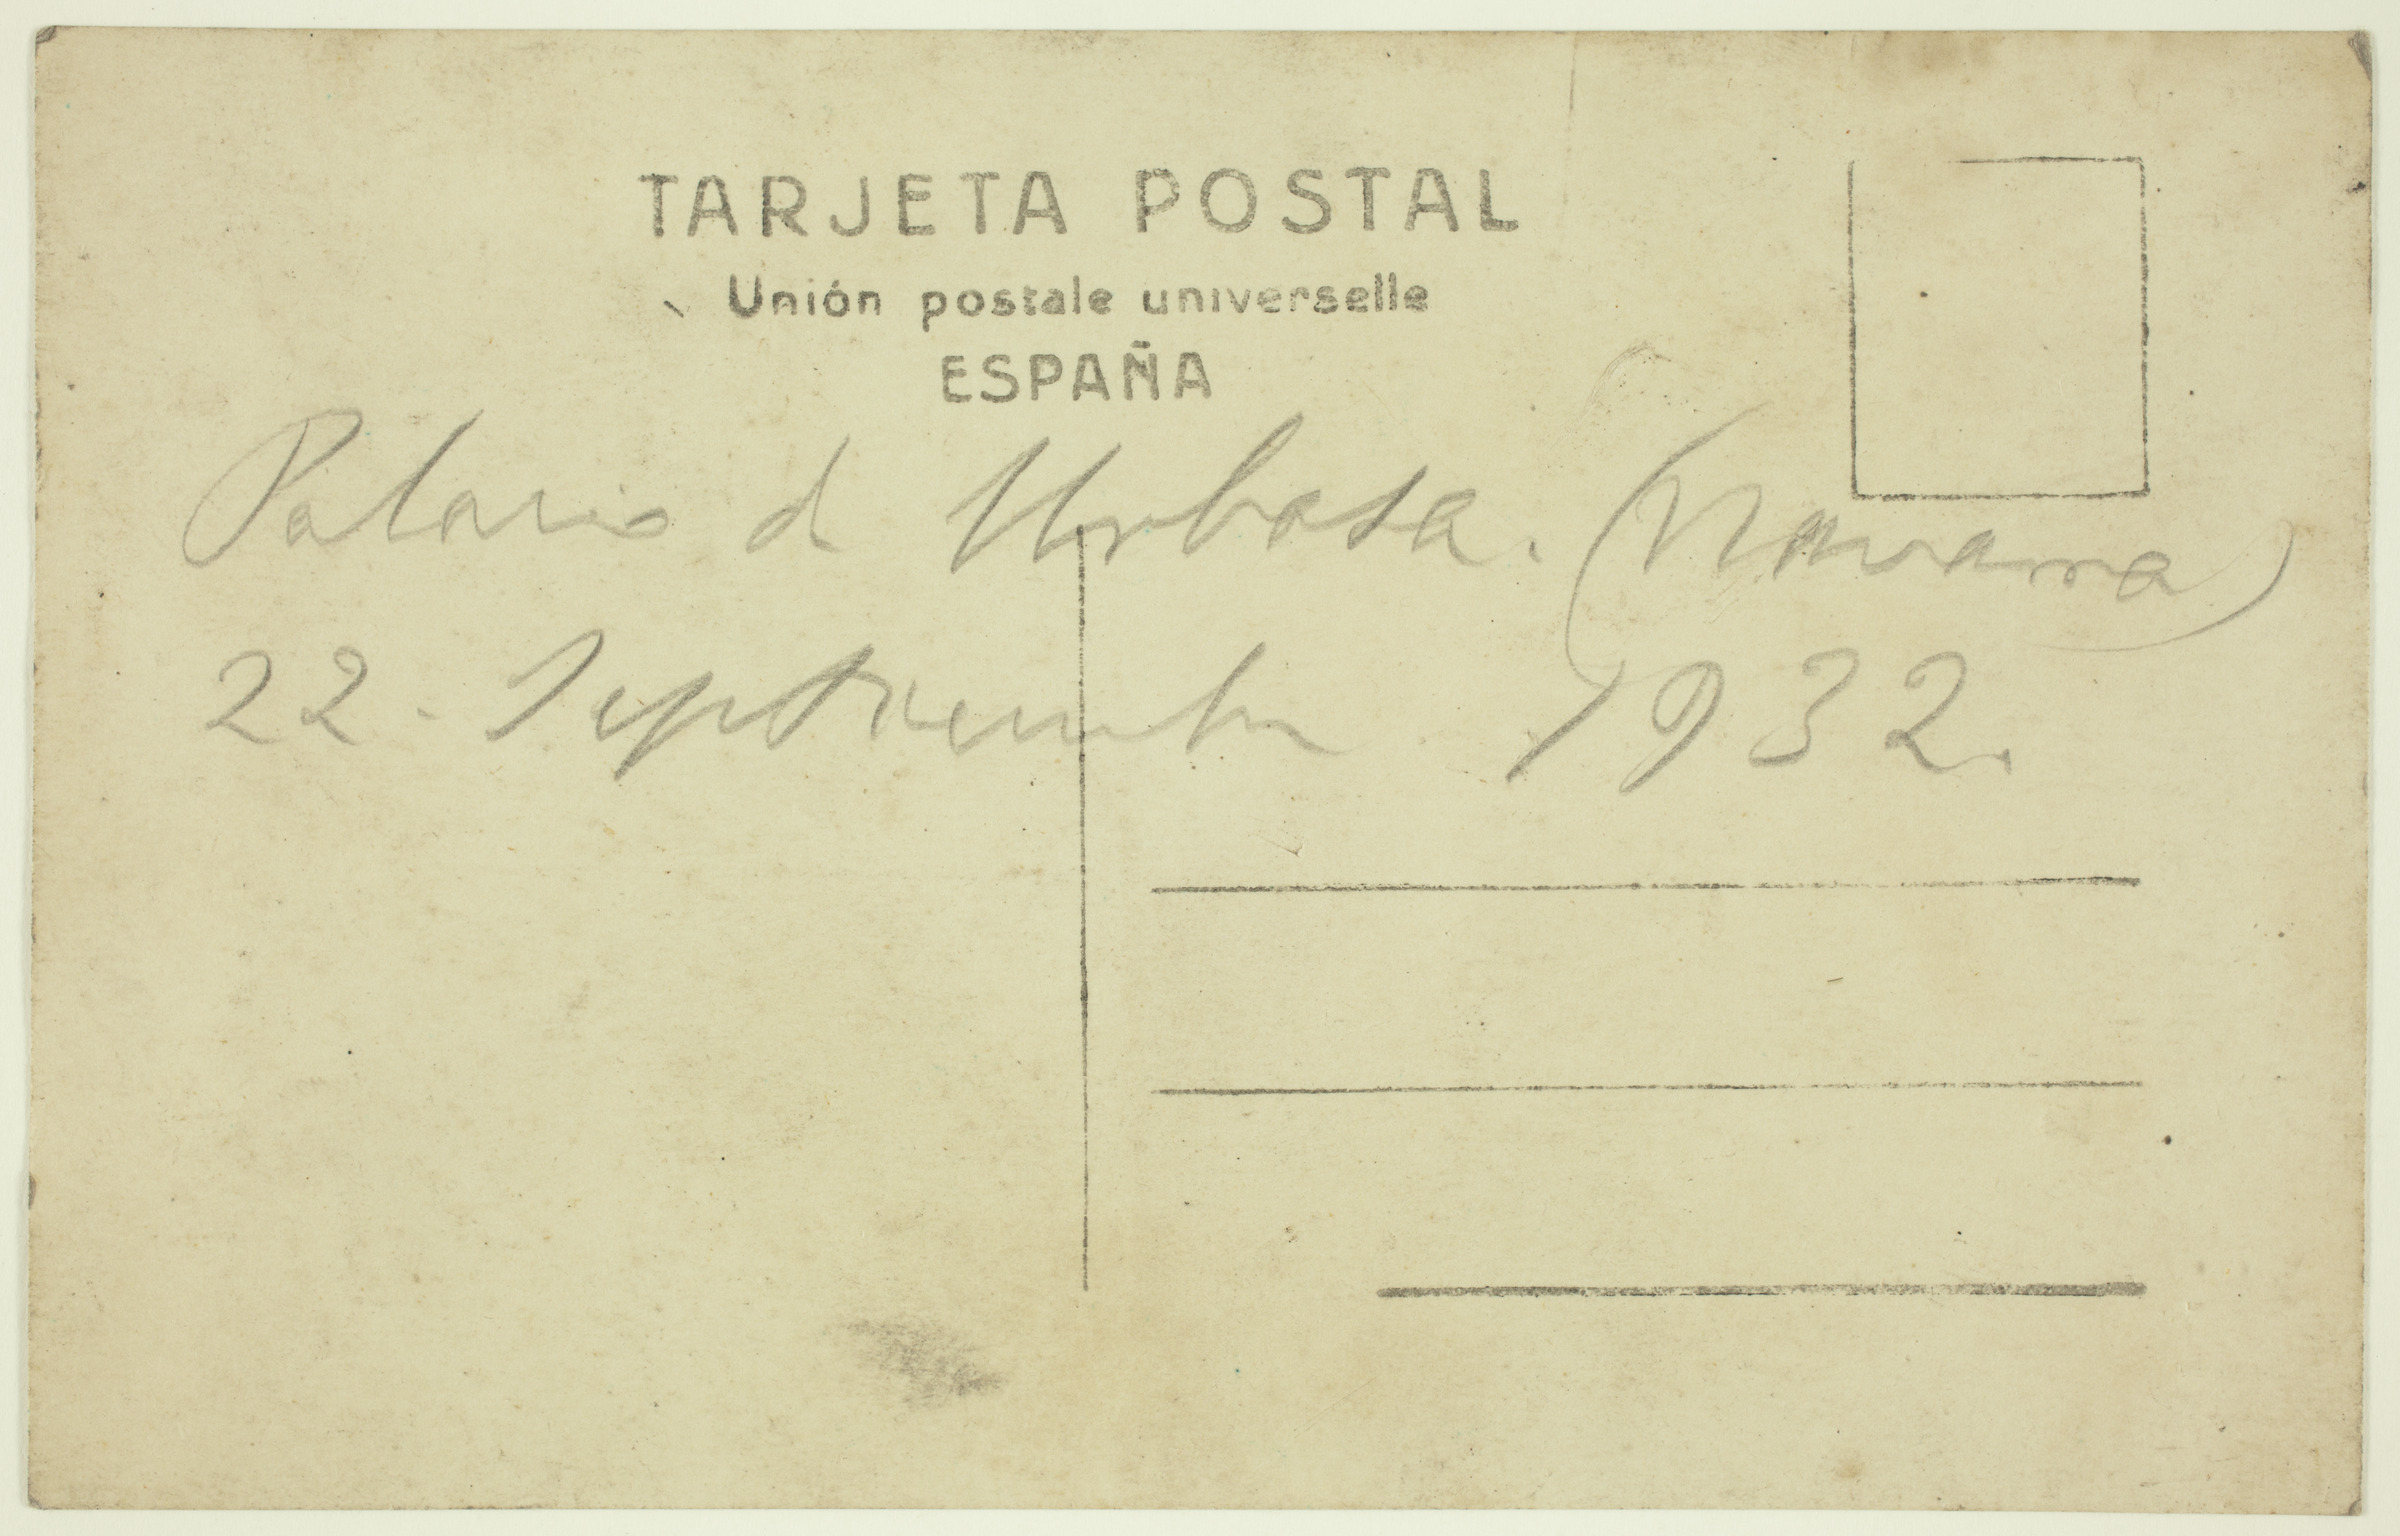 TARJETA POSTAL
Unión postale universelle
ESPAÑA
Palacio de Urbasa. (Navarra)
22 - Septiembre 1932.